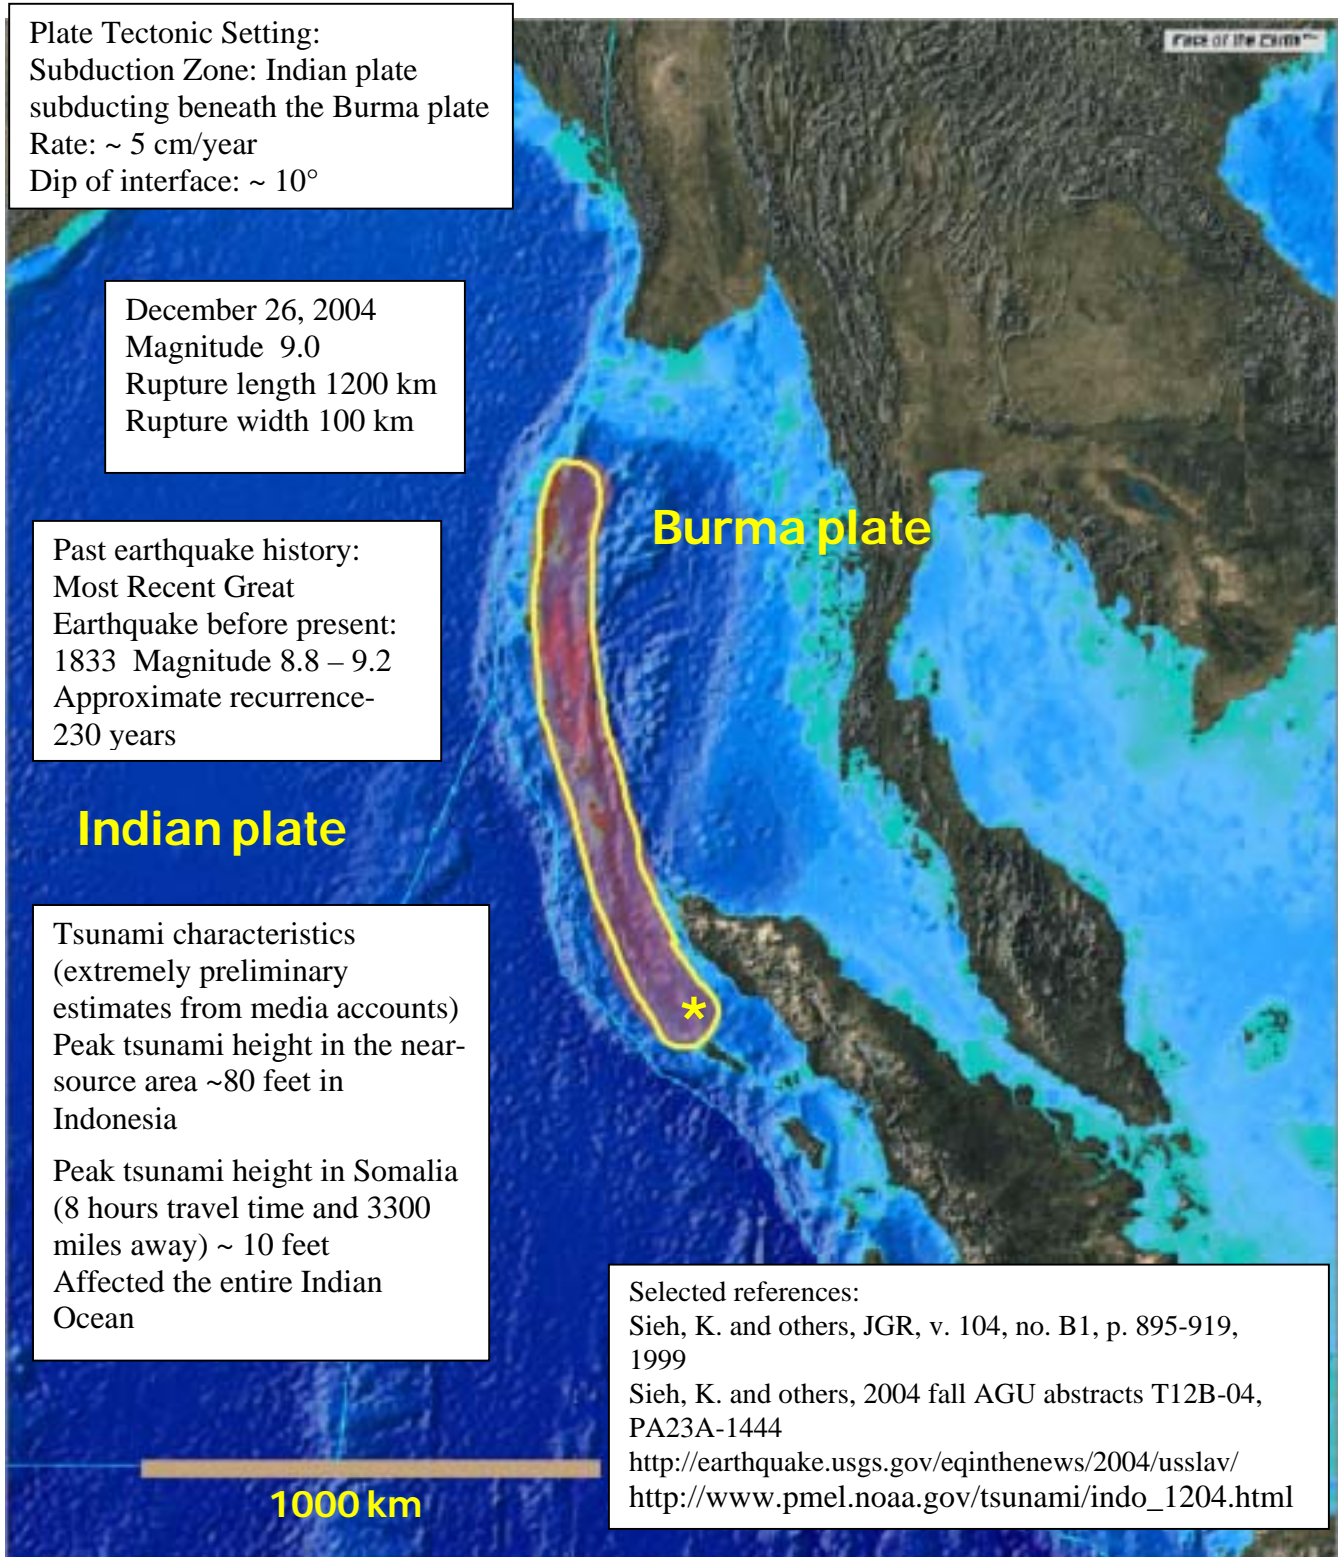 Plate Tectonic Setting:
Subduction Zone: Indian plate
subducting beneath the Burma plate
Rate: ~ 5 cm/year
Dip of interface: ~ 10°
Face of the Earth™
December 26, 2004
Magnitude 9.0
Rupture length 1200 km
Rupture width 100 km
Burma plate
Past earthquake history:
Most Recent Great
Earthquake before present:
1833 Magnitude 8.8 – 9.2
Approximate recurrence-
230 years
Indian plate
Tsunami characteristics
(extremely preliminary
estimates from media accounts)
Peak tsunami height in the near-
source area ~80 feet in
Indonesia
Peak tsunami height in Somalia
(8 hours travel time and 3300
miles away) ~ 10 feet
Affected the entire Indian
Ocean
*
Selected references:
Sieh, K. and others, JGR, v. 104, no. B1, p. 895-919,
1999
Sieh, K. and others, 2004 fall AGU abstracts T12B-04,
PA23A-1444
http://earthquake.usgs.gov/eqinthenews/2004/usslav/
http://www.pmel.noaa.gov/tsunami/indo_1204.html
1000 km